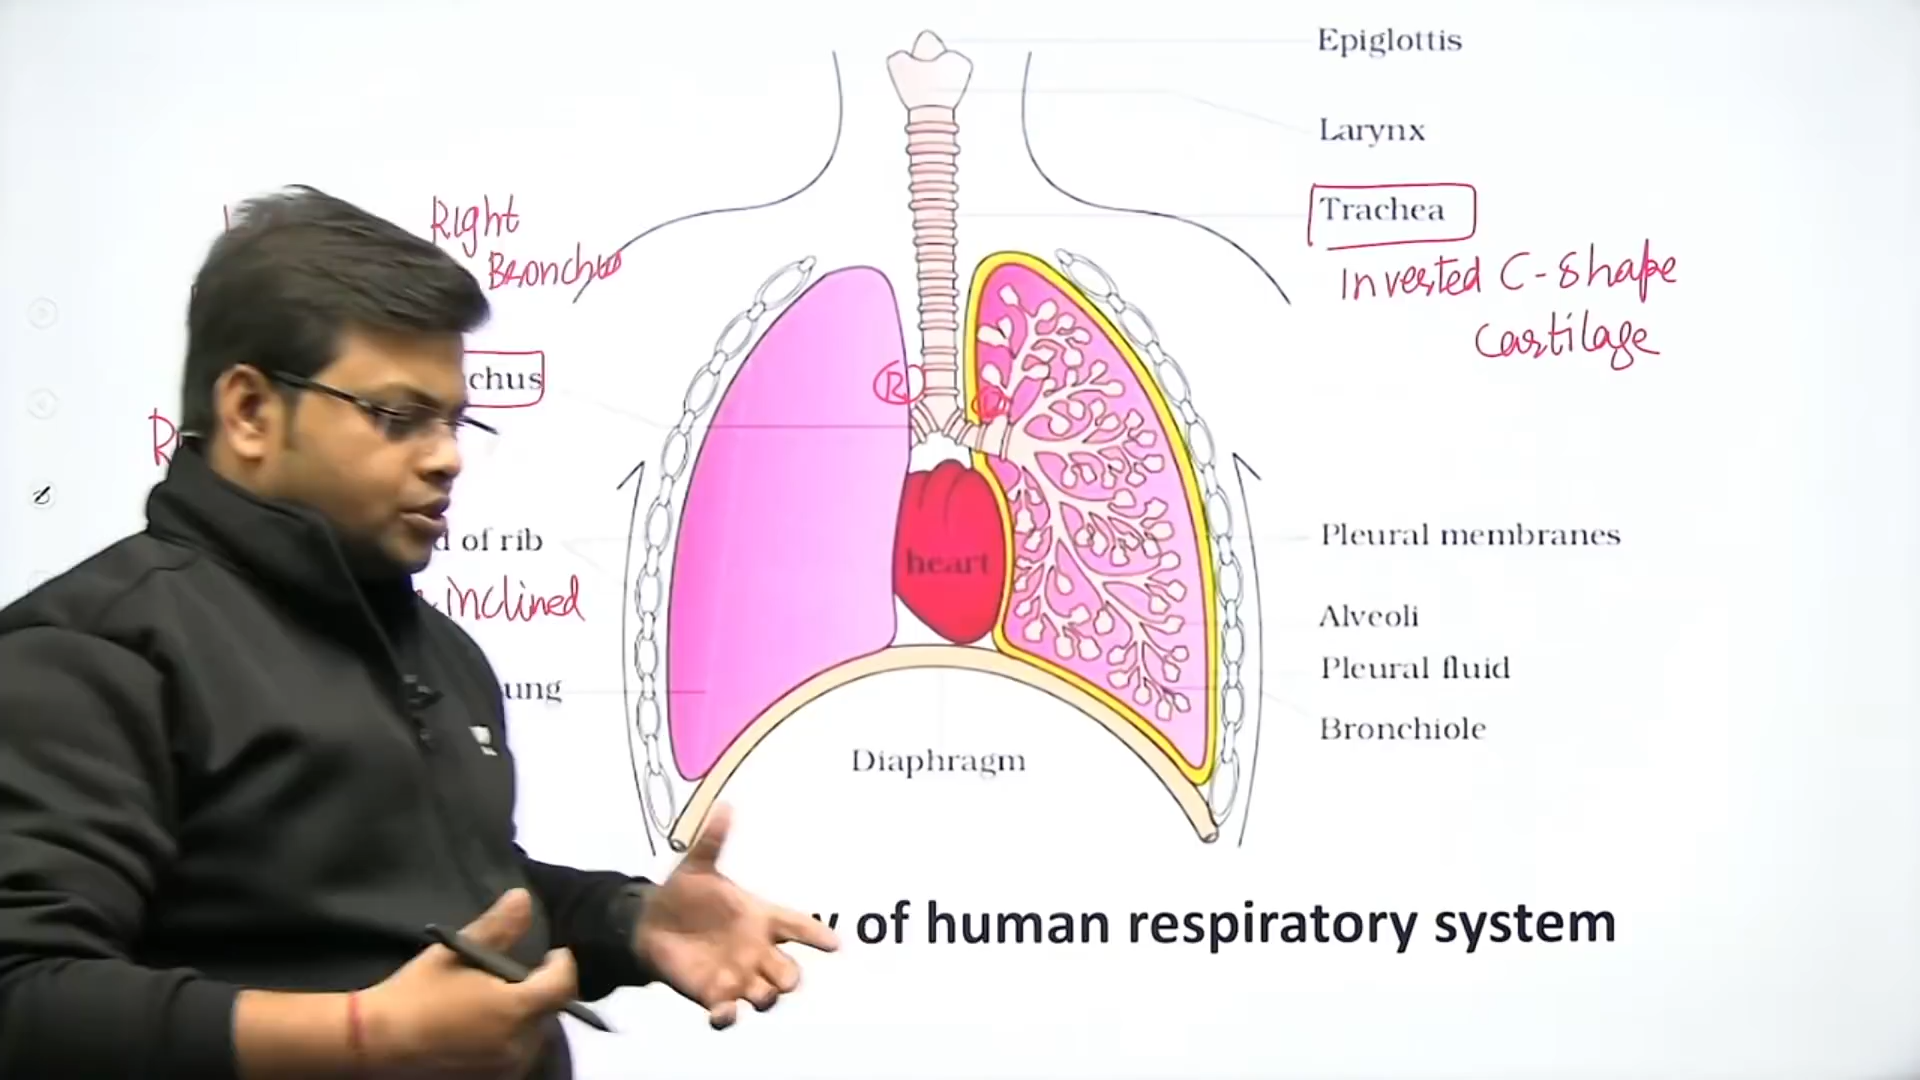 Epiglottis
Larynx
Trachea
Inverted C-shape
Cartilage
Right
Bronchus
chus
R
d of rib
inclined
ung
heart
Pleural membranes
Alveoli
Pleural fluid
Bronchiole
Diaphragm
of human respiratory system